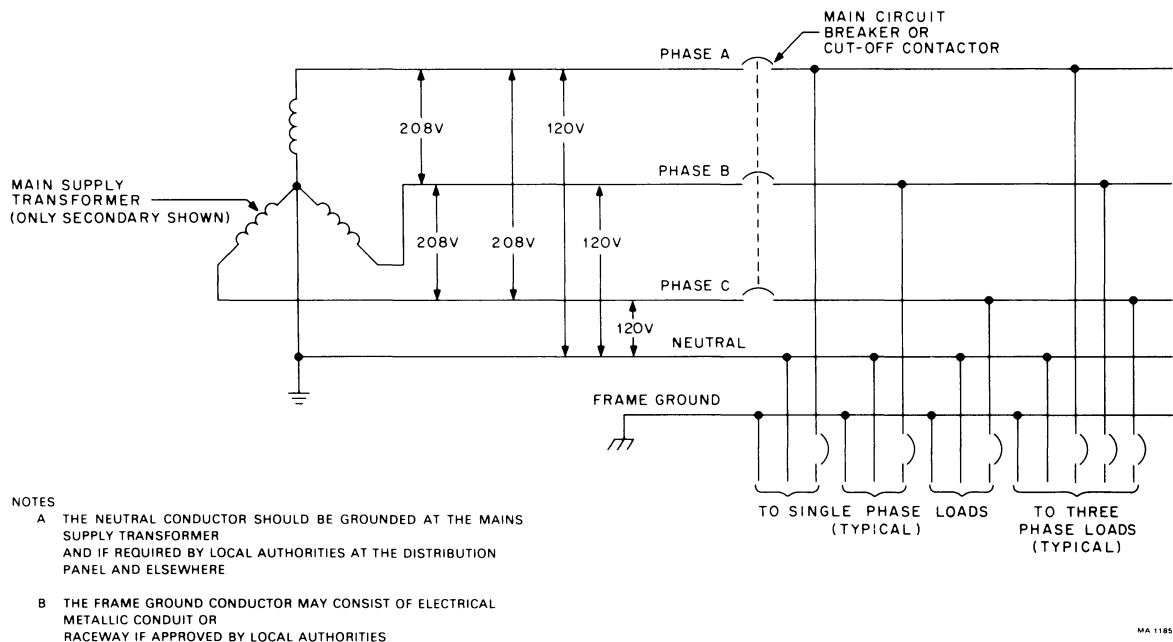 MAIN CIRCUIT
BREAKER OR
CUT-OFF CONTACTOR
PHASE A
208V
120V
MAIN SUPPLY
TRANSFORMER
(ONLY SECONDARY SHOWN)
PHASE B
208V
208V
120V
PHASE C
120V
NEUTRAL
FRAME GROUND
TO SINGLE PHASE LOADS
(TYPICAL)
TO THREE
PHASE LOADS
(TYPICAL)
NOTES
A THE NEUTRAL CONDUCTOR SHOULD BE GROUNDED AT THE MAINS
SUPPLY TRANSFORMER
AND IF REQUIRED BY LOCAL AUTHORITIES AT THE DISTRIBUTION
PANEL AND ELSEWHERE
B THE FRAME GROUND CONDUCTOR MAY CONSIST OF ELECTRICAL
METALLIC CONDUIT OR
RACEWAY IF APPROVED BY LOCAL AUTHORITIES
MA 1185